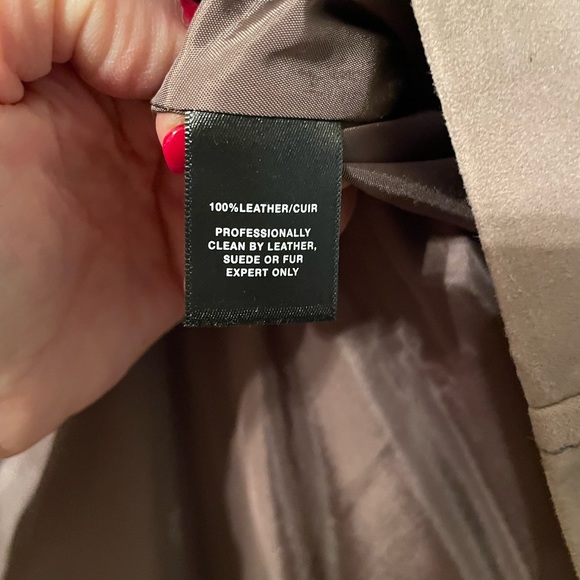 100%LEATHER/CUIR
PROFESSIONALLY
CLEAN BY LEATHER,
SUEDE OR FUR
EXPERT ONLY